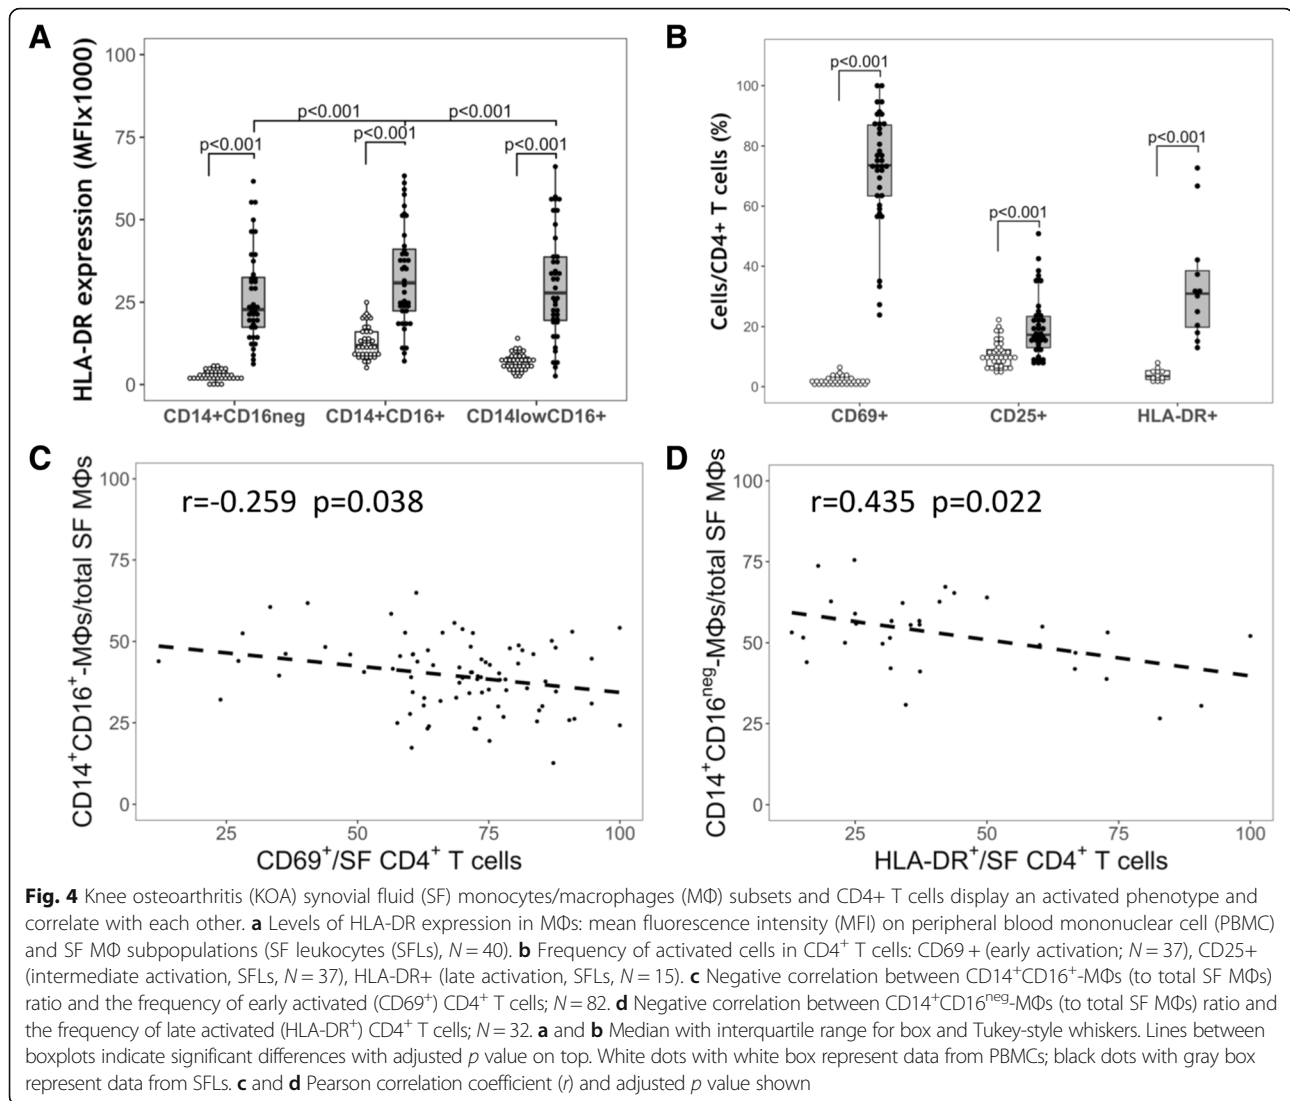 A
HLA-DR expression (MFIx1000)
100
75
50
25
0
p<0.001
p<0.001
p<0.001
p<0.001
p<0.001
CD14+CD16neg
CD14+CD16+
CD14lowCD16+
B
Cells/CD4+ T cells (%)
100
80
60
40
20
0
p<0.001
p<0.001
p<0.001
CD69+
CD25+
HLA-DR+
C
CD14⁺CD16⁺-MΦs/total SF MΦs
100
75
50
25
0
r=-0.259 p=0.038
25
50
75
100
CD69⁺/SF CD4⁺ T cells
D
CD14⁺CD16ⁿᵉᵍ-MΦs/total SF MΦs
100
75
50
25
0
r=0.435 p=0.022
25
50
75
100
HLA-DR⁺/SF CD4⁺ T cells
Fig. 4 Knee osteoarthritis (KOA) synovial fluid (SF) monocytes/macrophages (MΦ) subsets and CD4+ T cells display an activated phenotype and
correlate with each other. a Levels of HLA-DR expression in MΦs: mean fluorescence intensity (MFI) on peripheral blood mononuclear cell (PBMC)
and SF MΦ subpopulations (SF leukocytes (SFLs), N = 40). b Frequency of activated cells in CD4⁺ T cells: CD69 + (early activation; N = 37), CD25+
(intermediate activation, SFLs, N = 37), HLA-DR+ (late activation, SFLs, N = 15). c Negative correlation between CD14⁺CD16⁺-MΦs (to total SF MΦs)
ratio and the frequency of early activated (CD69⁺) CD4⁺ T cells; N = 82. d Negative correlation between CD14⁺CD16ⁿᵉᵍ-MΦs (to total SF MΦs) ratio and
the frequency of late activated (HLA-DR⁺) CD4⁺ T cells; N = 32. a and b Median with interquartile range for box and Tukey-style whiskers. Lines between
boxplots indicate significant differences with adjusted p value on top. White dots with white box represent data from PBMCs; black dots with gray box
represent data from SFLs. c and d Pearson correlation coefficient (r) and adjusted p value shown